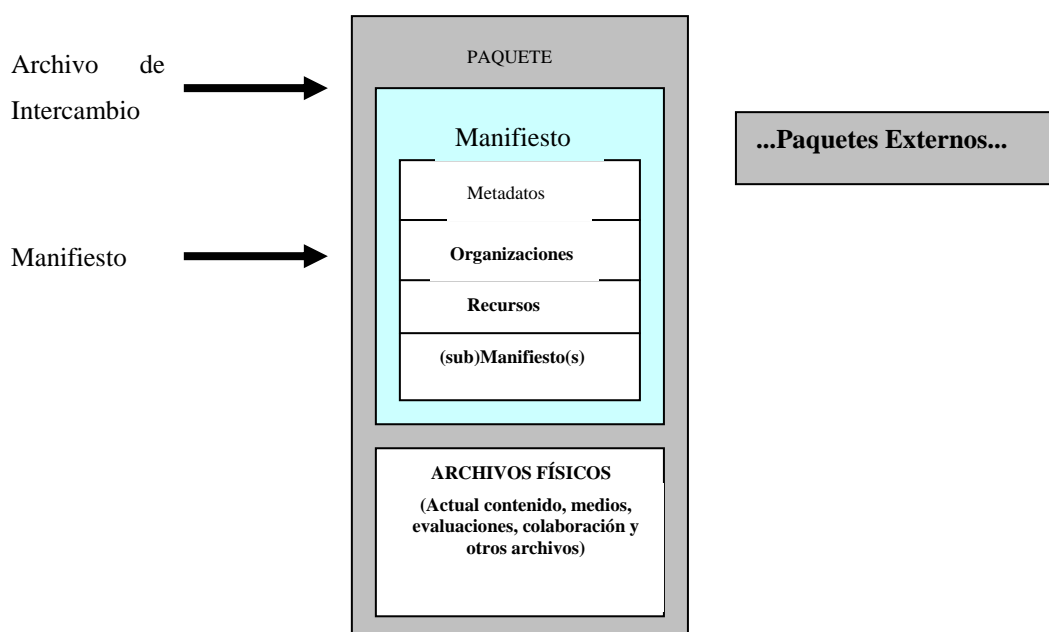 Archivo de
Intercambio
Manifiesto
PAQUETE
Manifiesto
Metadatos
Organizaciones
Recursos
(sub)Manifiesto(s)
ARCHIVOS FÍSICOS
(Actual contenido, medios,
evaluaciones, colaboración y
otros archivos)
...Paquetes Externos...